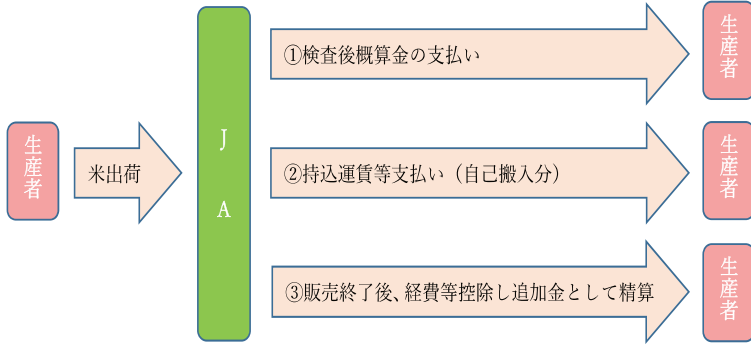 生産者
米出荷
JA
①検査後概算金の支払い
生産者
②持込運賃等支払い（自己搬入分）
生産者
③販売終了後、経費等控除し追加金として精算
生産者